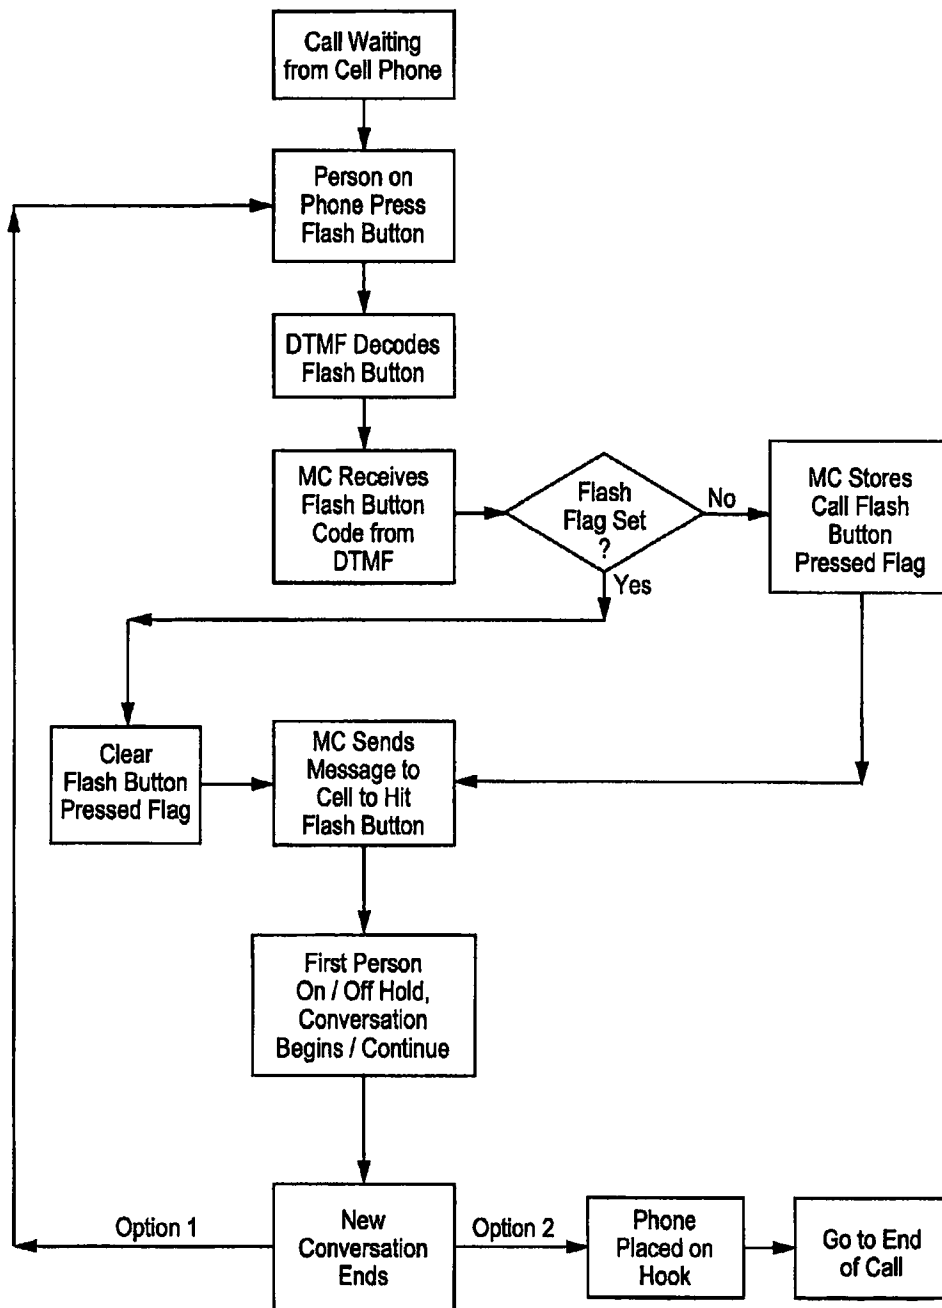 Call Waiting
from Cell Phone
Person on
Phone Press
Flash Button
DTMF Decodes
Flash Button
MC Receives
Flash Button
Code from
DTMF
Flash
Flag Set
?
No
Yes
MC Stores
Call Flash
Button
Pressed Flag
Clear
Flash Button
Pressed Flag
MC Sends
Message to
Cell to Hit
Flash Button
First Person
On / Off Hold,
Conversation
Begins / Continue
Option 1
New
Conversation
Ends
Option 2
Phone
Placed on
Hook
Go to End
of Call